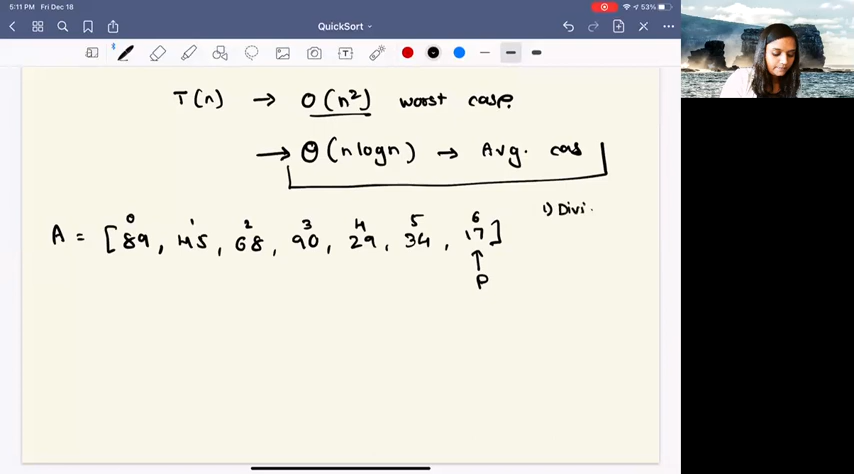 5:11 PM Fri Dec 18
53%
QuickSort
T
T(n) → O(n²) worst case.
→ Θ(nlogn) → Avg. cas
1) Divi.
0 1 2 3 4 5 6
A = [89, 45, 68, 90, 29, 34, 17]
P